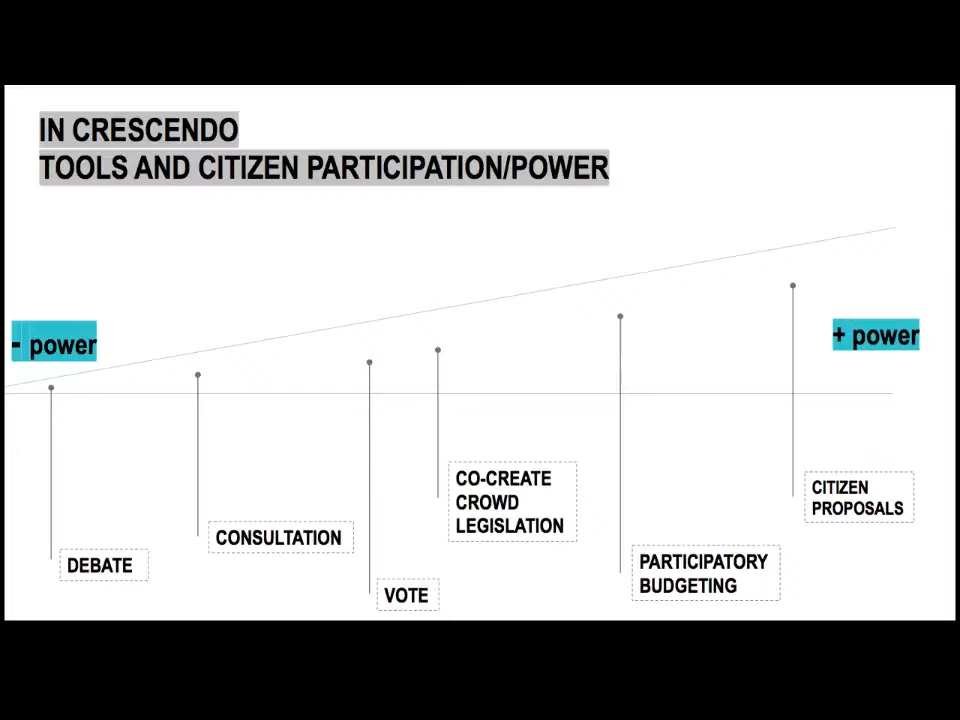 IN CRESCENDO
TOOLS AND CITIZEN PARTICIPATION/POWER
- power
+ power
DEBATE
CONSULTATION
VOTE
CO-CREATE
CROWD
LEGISLATION
PARTICIPATORY
BUDGETING
CITIZEN
PROPOSALS